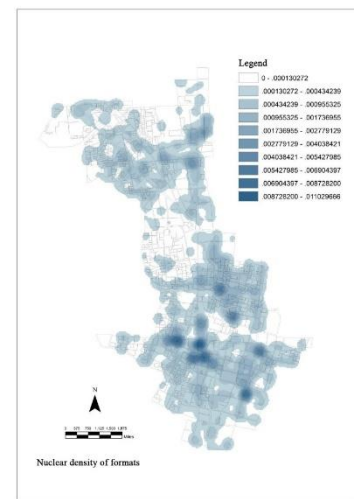 Legend
0 - .000130272
.000130272 - .000434239
.000434239 - .000955325
.000955325 - .001736955
.001736955 - .002779129
.002779129 - .004038421
.004038421 - .005427985
.005427985 - .006904397
.006904397 - .008728200
.008728200 - .011029666
N
Nuclear density of formats